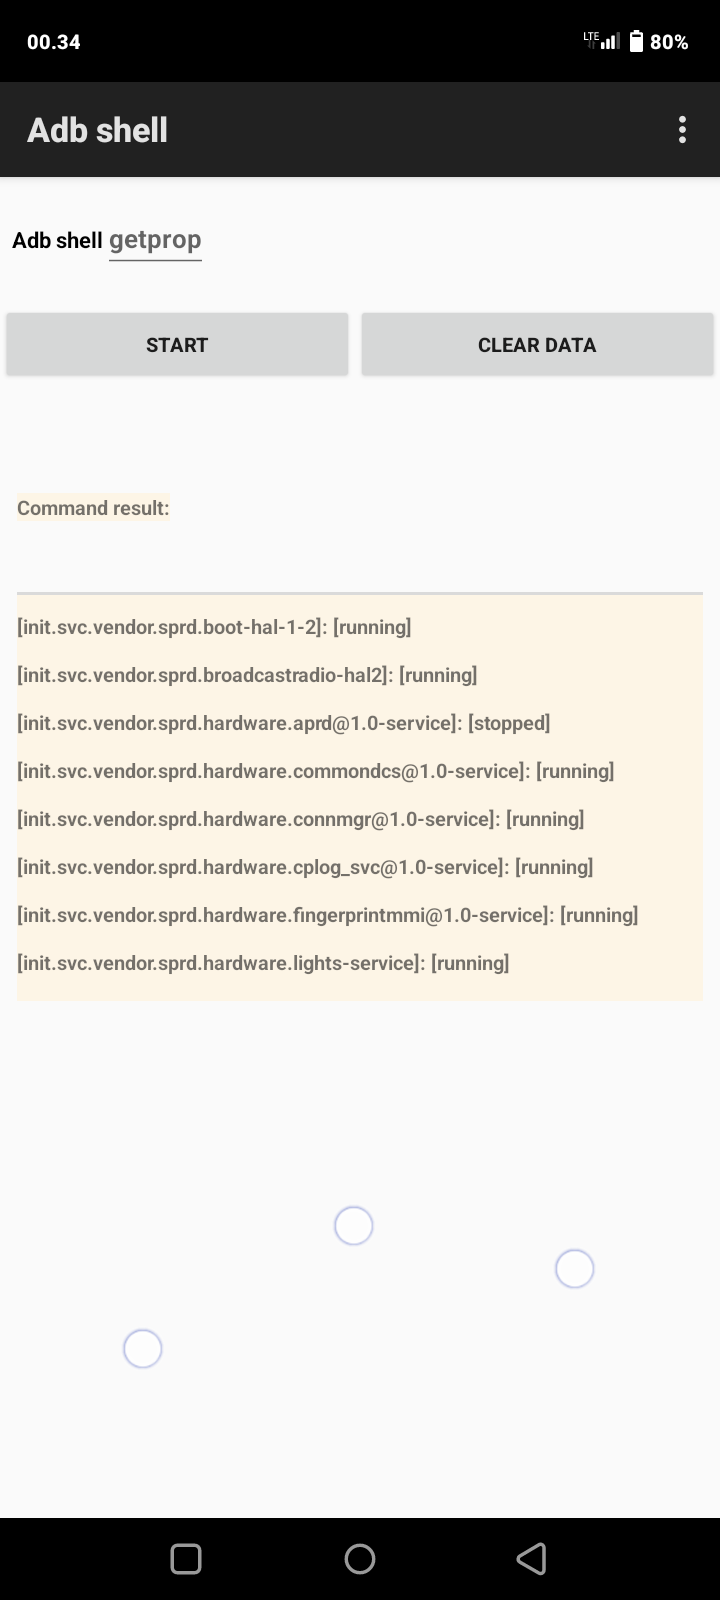 00.34
LTE 80%
Adb shell
Adb shell getprop
START CLEAR DATA
Command result:
[init.svc.vendor.sprd.boot-hal-1-2]: [running]
[init.svc.vendor.sprd.broadcastradio-hal2]: [running]
[init.svc.vendor.sprd.hardware.aprd@1.0-service]: [stopped]
[init.svc.vendor.sprd.hardware.commondcs@1.0-service]: [running]
[init.svc.vendor.sprd.hardware.connmgr@1.0-service]: [running]
[init.svc.vendor.sprd.hardware.cplog_svc@1.0-service]: [running]
[init.svc.vendor.sprd.hardware.fingerprintmmi@1.0-service]: [running]
[init.svc.vendor.sprd.hardware.lights-service]: [running]